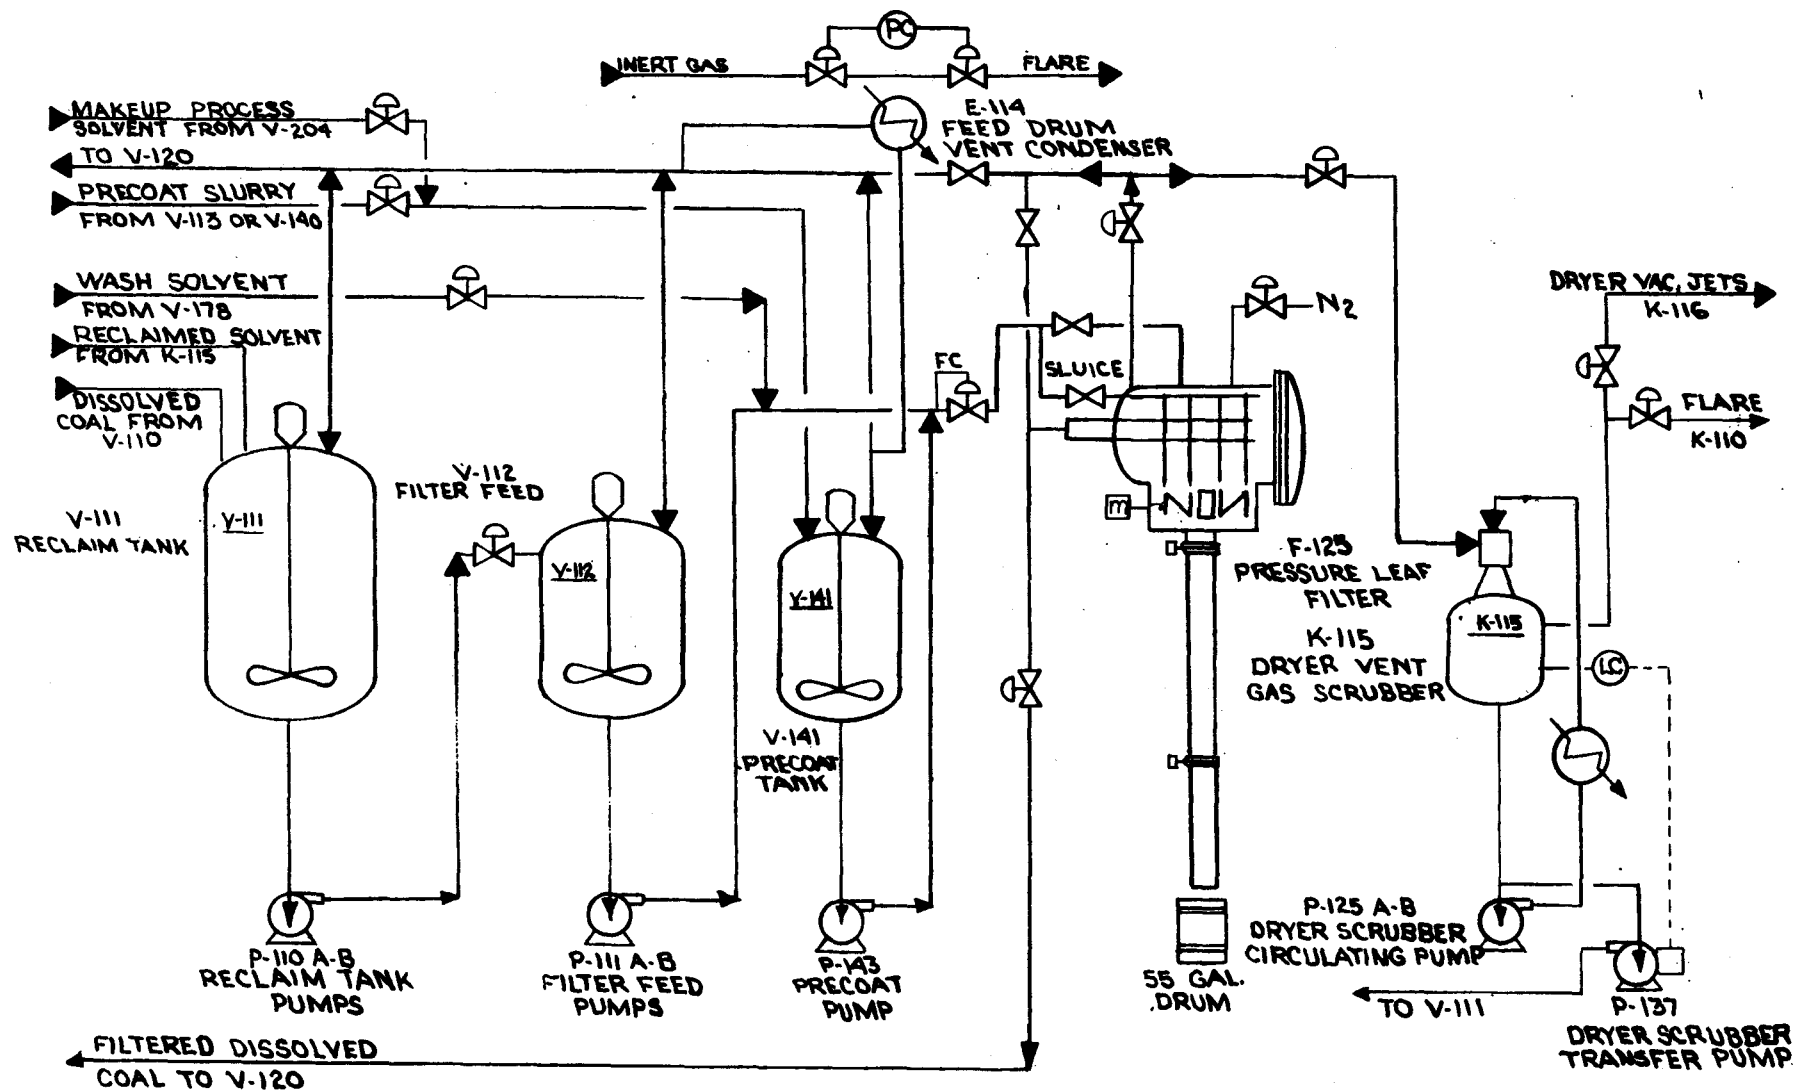 PC
INERT GAS
FLARE
MAKEUP PROCESS
SOLVENT FROM V-204
E-114
FEED DRUM
VENT CONDENSER
TO V-120
PRECOAT SLURRY
FROM V-113 OR V-140
WASH SOLVENT
FROM V-178
DRYER VAC. JETS
K-116
N2
RECLAIMED SOLVENT
FROM K-115
FC
SLUICE
DISSOLVED
COAL FROM
V-110
FLARE
K-110
V-112
FILTER FEED
V-111
RECLAIM TANK
V-111
V-112
V-141
M
F-125
PRESSURE LEAF
FILTER
K-115
K-115
DRYER VENT
GAS SCRUBBER
LC
V-141
PRECOAT
TANK
P-110 A-B
RECLAIM TANK
PUMPS
P-111 A-B
FILTER FEED
PUMPS
P-143
PRECOAT
PUMP
55 GAL.
DRUM
P-125 A-B
DRYER SCRUBBER
CIRCULATING PUMP
TO V-111
P-137
DRYER SCRUBBER
TRANSFER PUMP
FILTERED DISSOLVED
COAL TO V-120